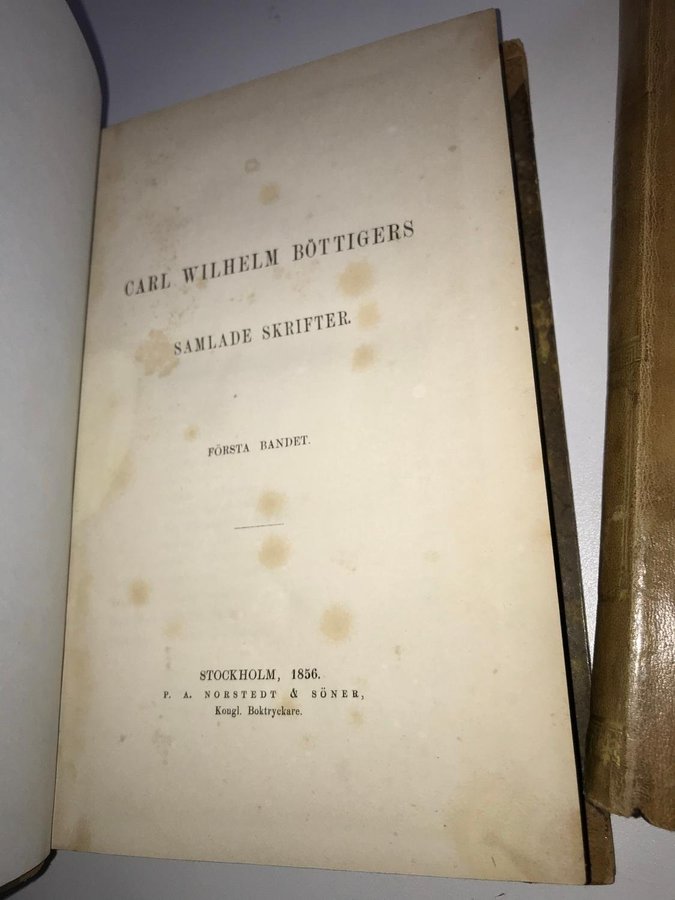 CARL WILHELM BÖTTIGERS
SAMLADE SKRIFTER.
FÖRSTA BANDET.
STOCKHOLM, 1856.
P. A. NORSTEDT & SÖNER,
Kongl. Boktryckare.